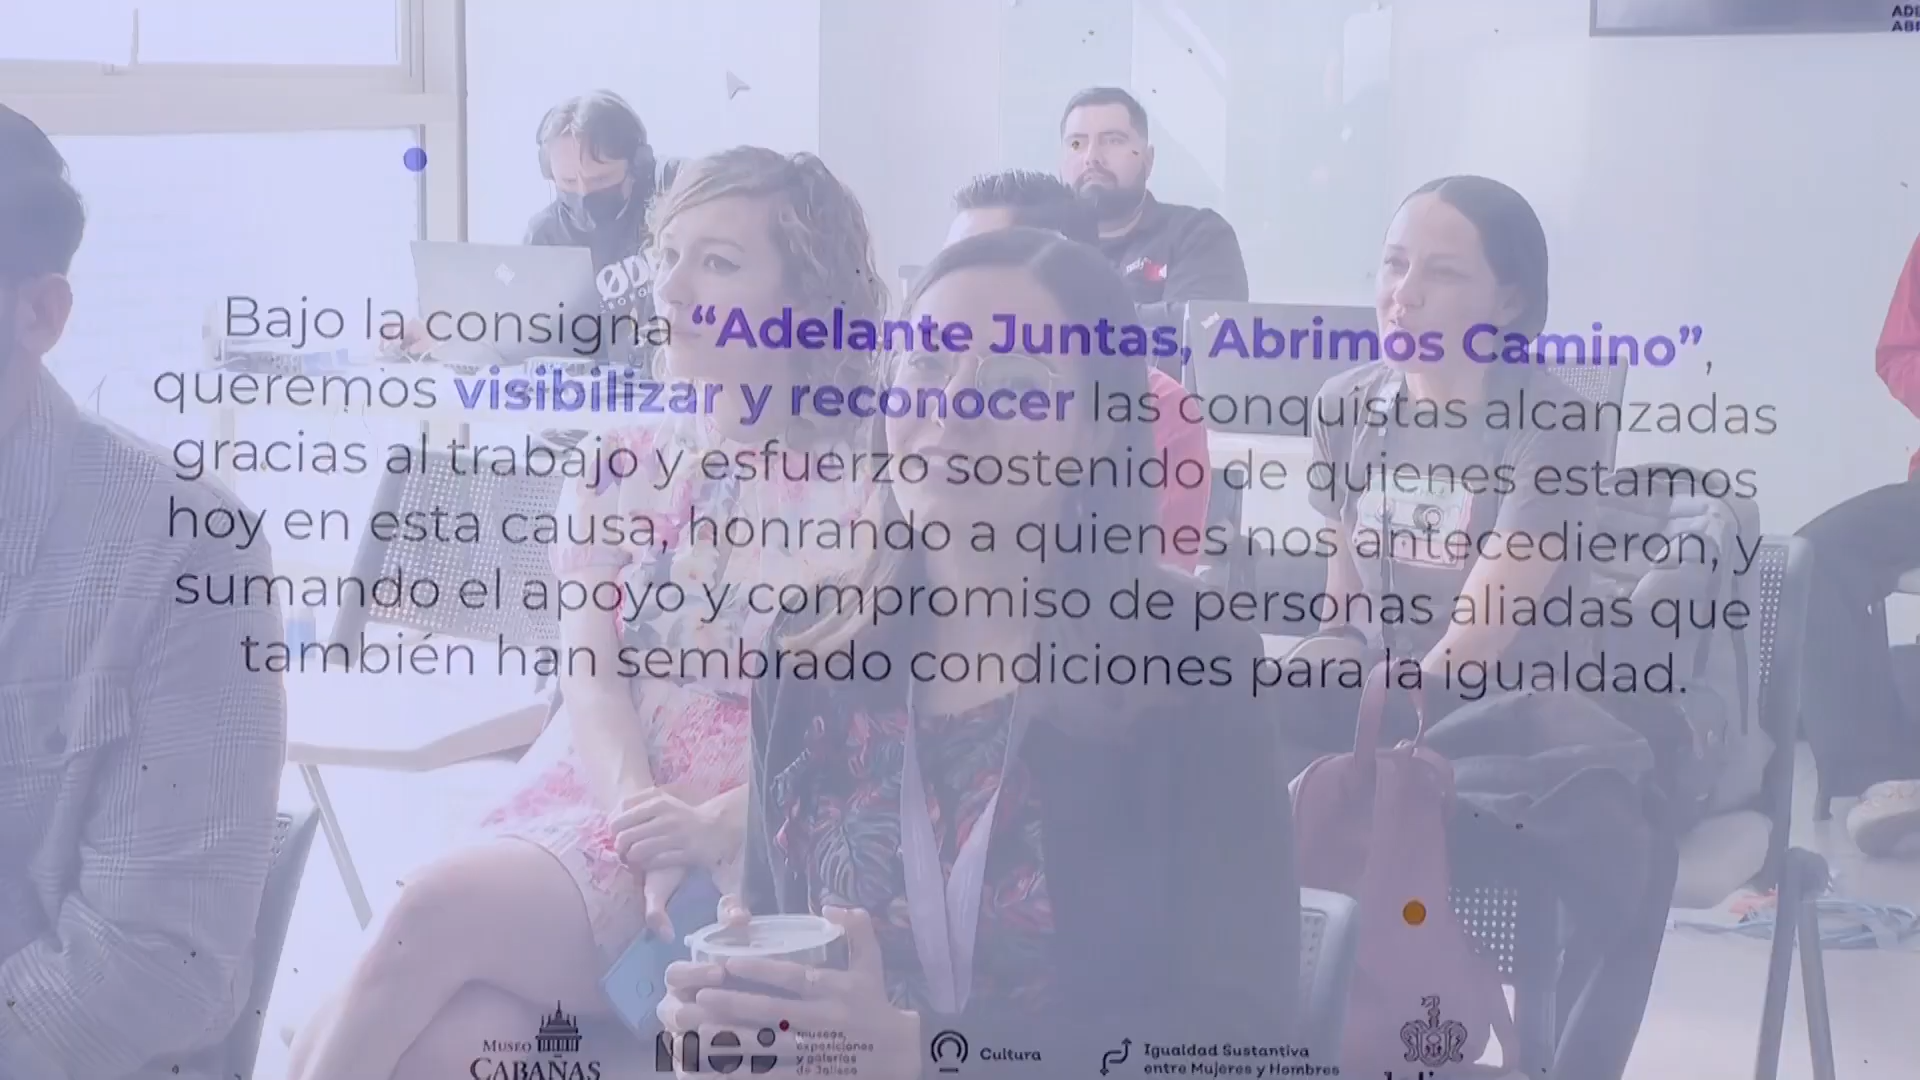 Bajo la consigna “Adelante Juntas, Abrimos Camino”,
queremos visibilizar y reconocer las conquistas alcanzadas
gracias al trabajo y esfuerzo sostenido de quienes estamos
hoy en esta causa, honrando a quienes nos antecedieron, y
sumando el apoyo y compromiso de personas aliadas que
también han sembrado condiciones para la igualdad.
MUSEO
CABAÑAS
museos,
exposiciones
y galerías
de Jalisco
Cultura
Igualdad Sustantiva
entre Mujeres y Hombres